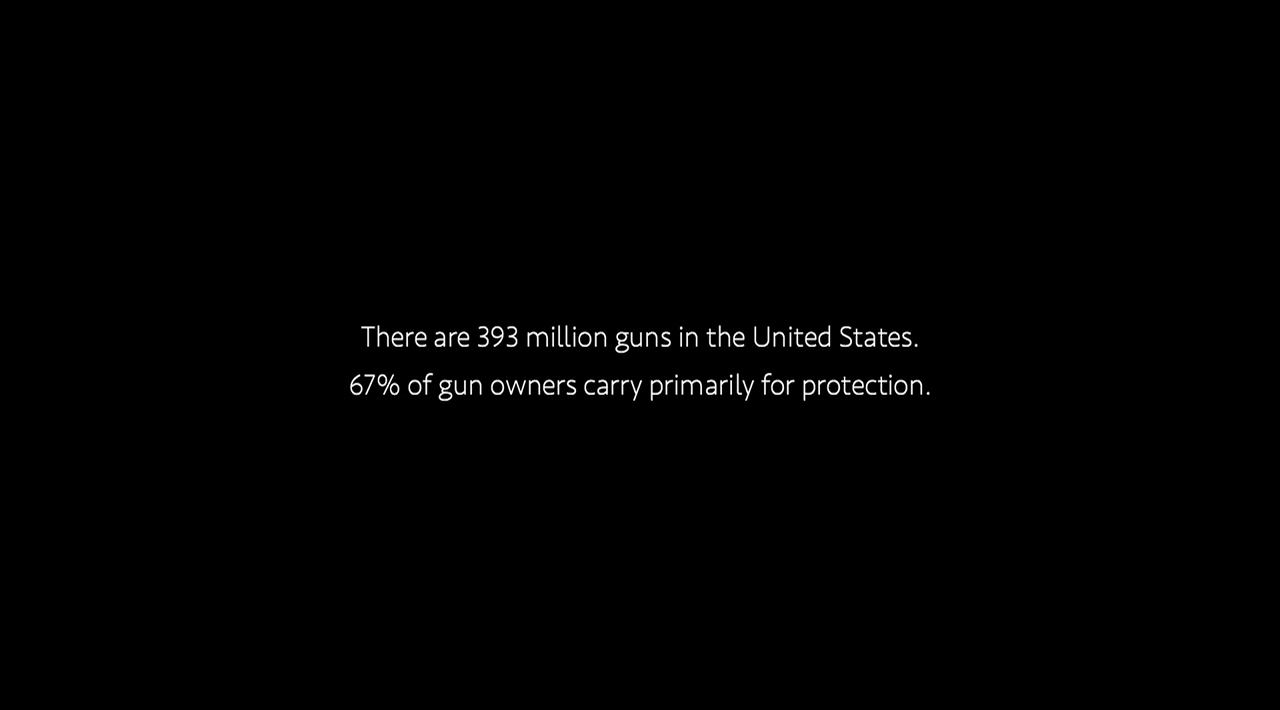 There are 393 million guns in the United States.
67% of gun owners carry primarily for protection.